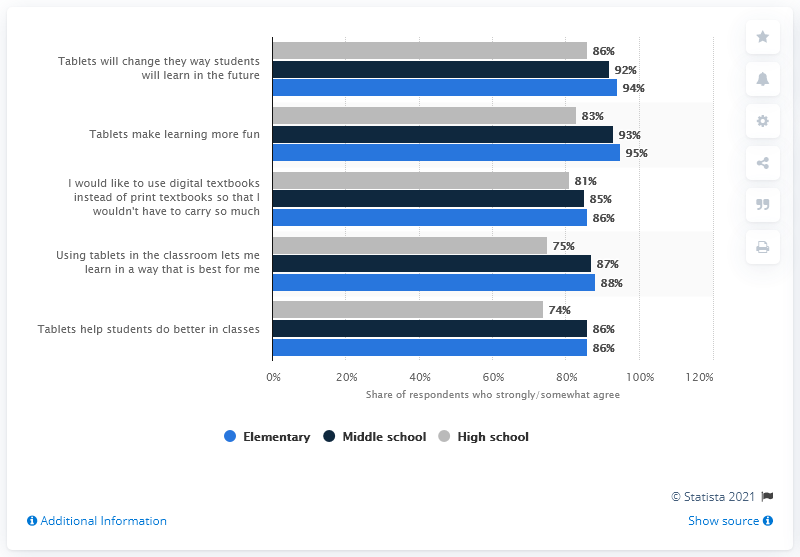 Tablets will change they way students
will learn in the future
86%
92%
94%
Tablets make learning more fun
83%
93%
95%
I would like to use digital textbooks
instead of print textbooks so that I
wouldn't have to carry so much
81%
85%
86%
Using tablets in the classroom lets me
learn in a way that is best for me
75%
87%
88%
Tablets help students do better in classes
74%
86%
86%
0% 20% 40% 60% 80% 100% 120%
Share of respondents who strongly/somewhat agree
Elementary Middle school High school
© Statista 2021
Additional Information
Show source